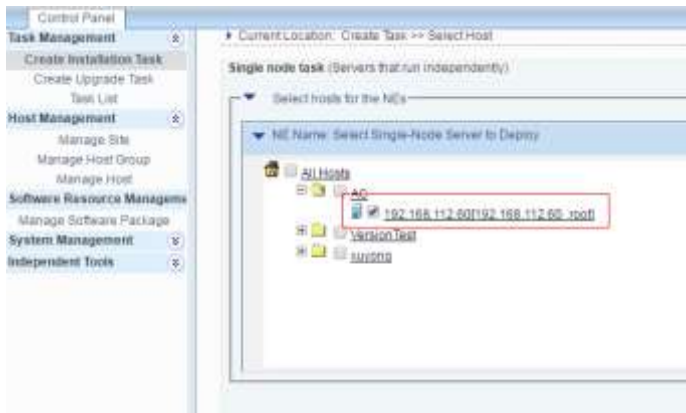 Control Panel
Task Management
Create Installation Task
Create Upgrade Task
Task List
Host Management
Manage Site
Manage Host Group
Manage Host
Software Resource Manageme
Manage Software Package
System Management
Independent Tools
Current Location: Create Task >> Select Host
Single node task (Servers that run independently)
Select hosts for the NEs
NE Name: Select Single-Node Server to Deploy
All Hosts
AC
192.168.112.60[192.168.112.60_root]
VersionTest
xuyong